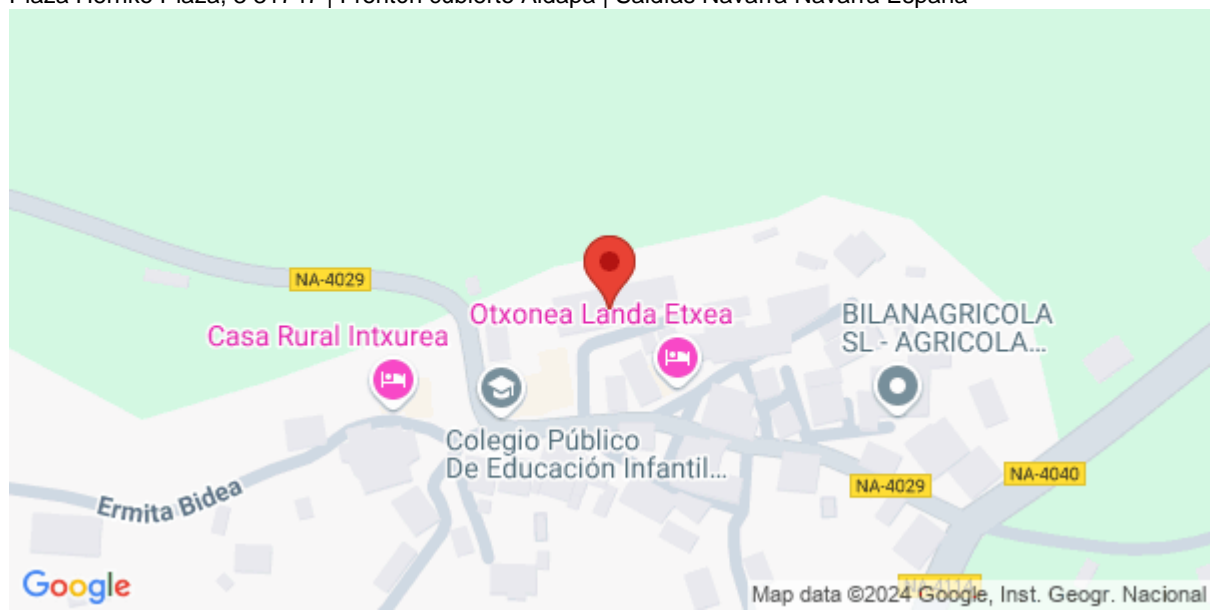 NA-4029
Otxonea Landa Etxea
Casa Rural Intxurea
BILANAGRICOLA
SL - AGRICOLA...
Colegio Público
De Educación Infantil...
NA-4029
NA-4040
Ermita Bidea
Google
Map data ©2024 Google, Inst. Geogr. Nacional